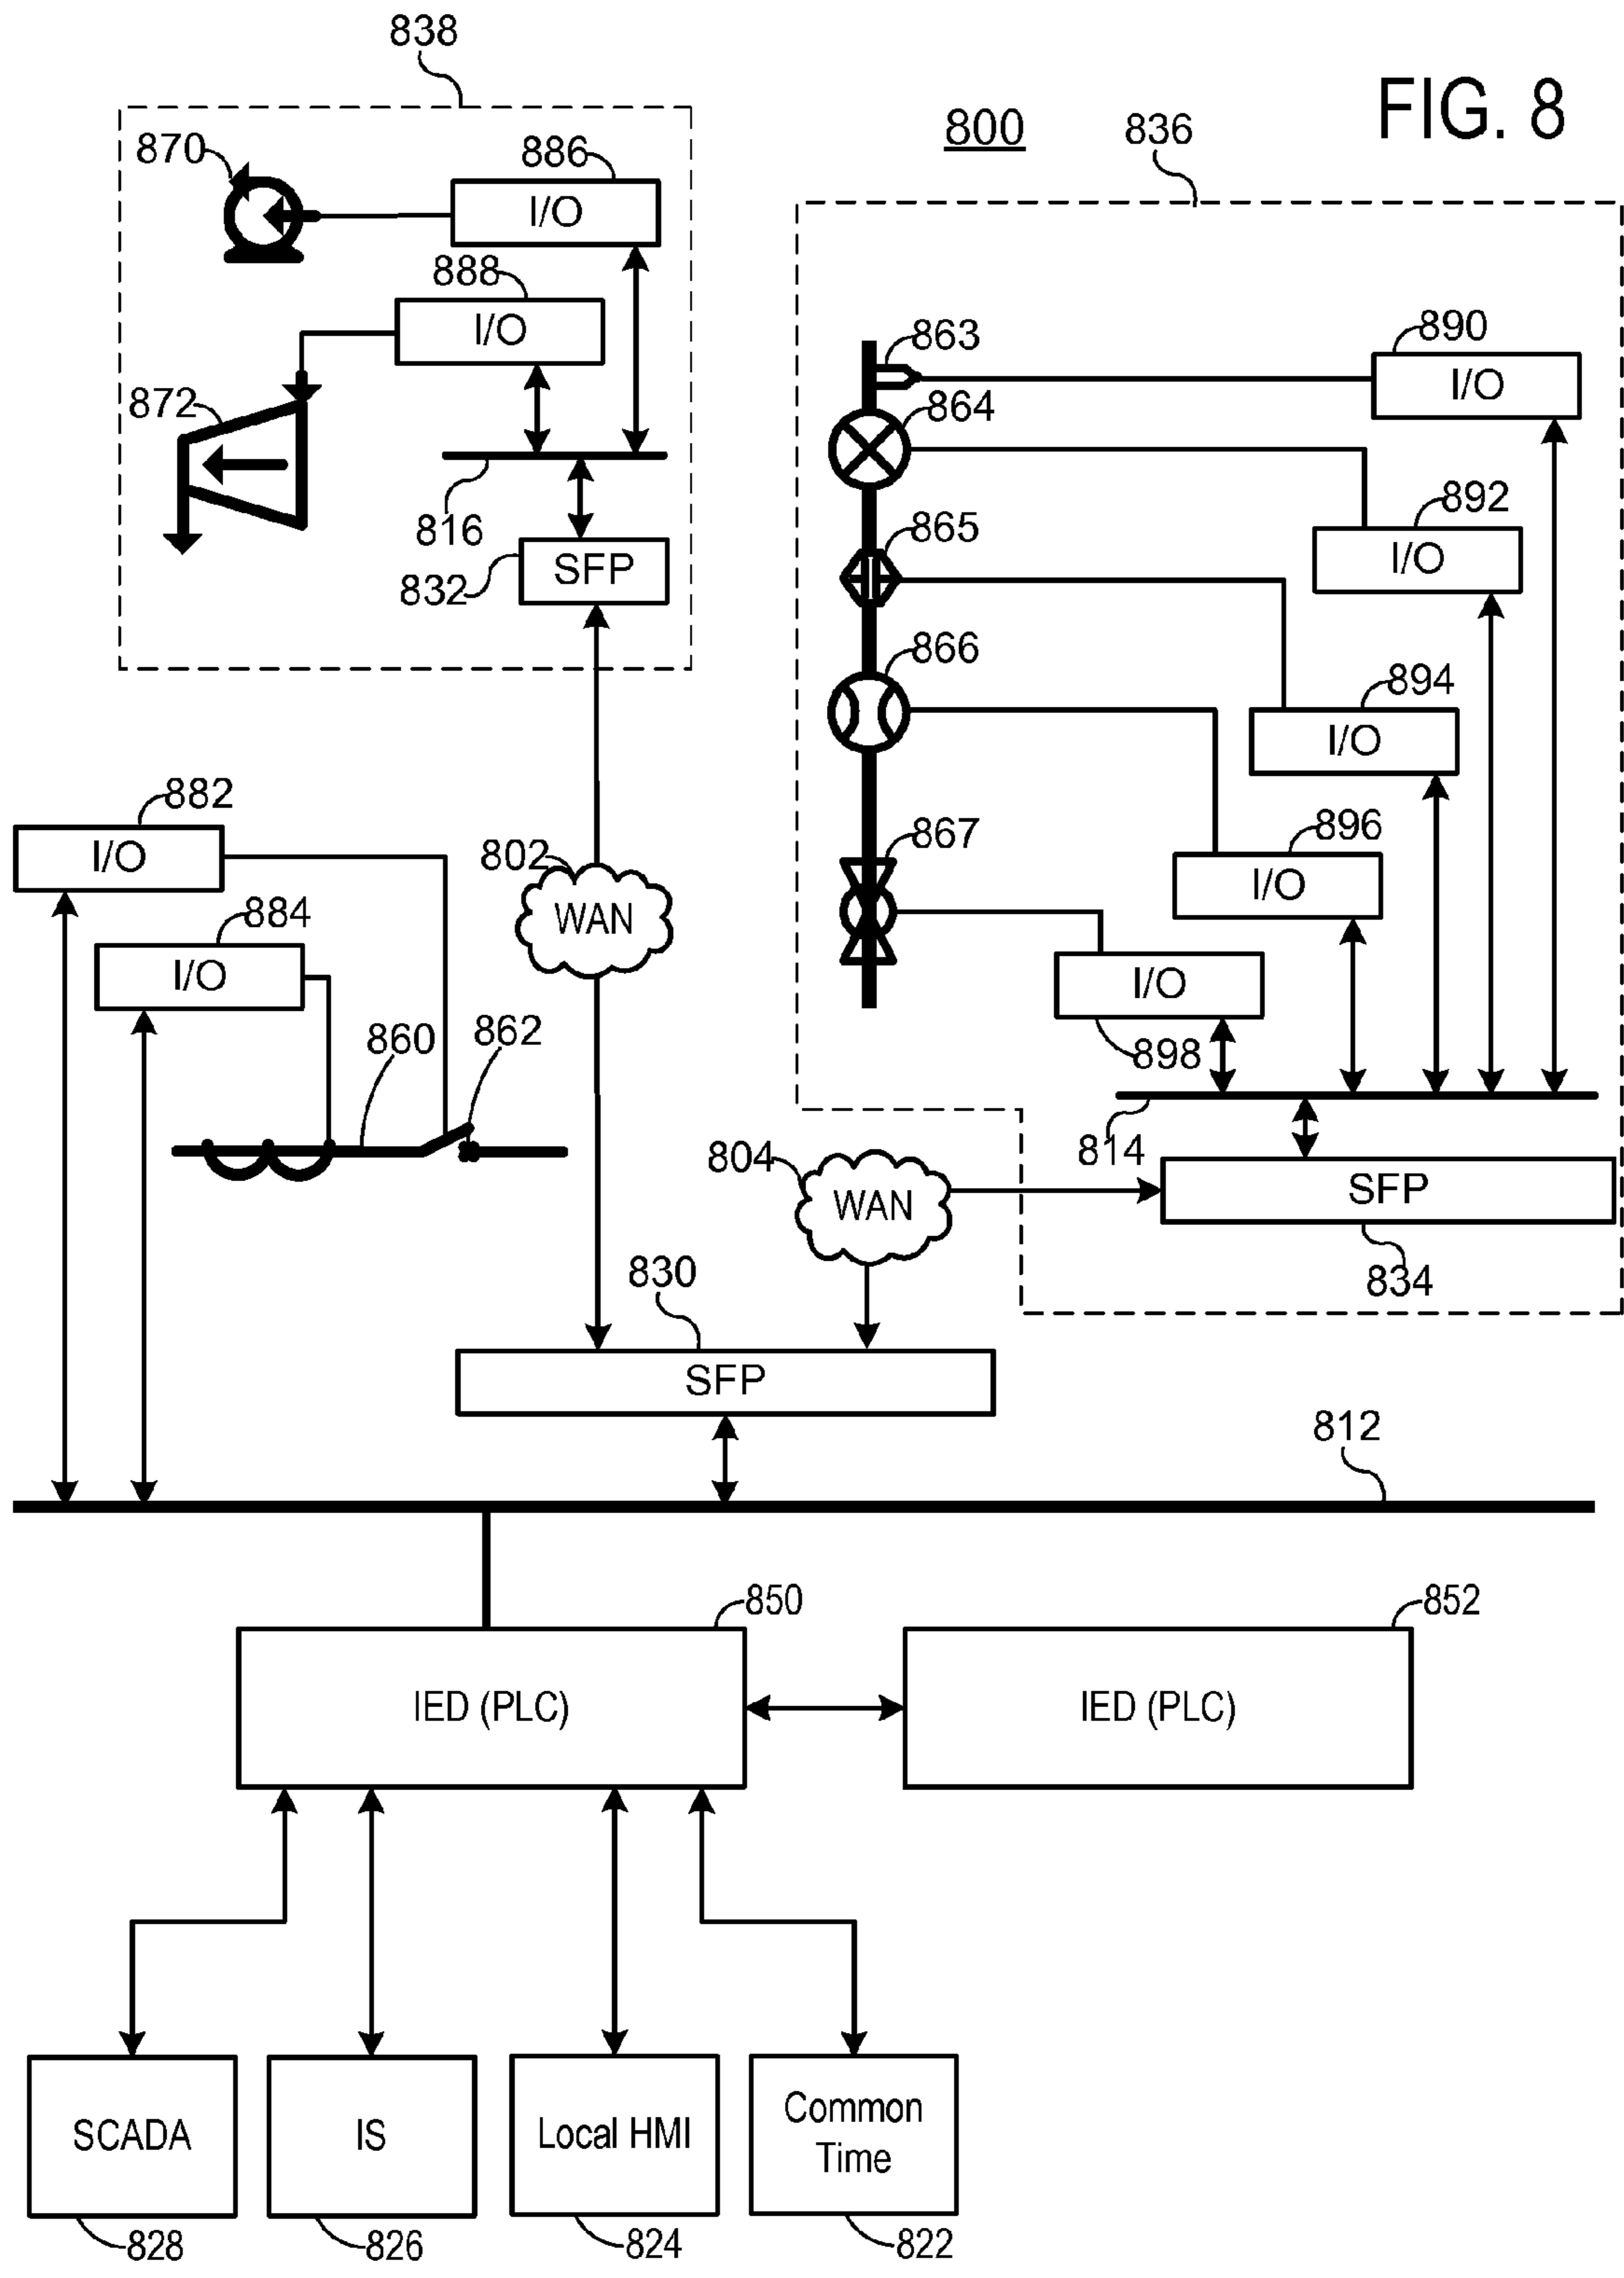 838
FIG. 8
800
836
870
886
I/O
888
I/O
863
890
I/O
872
864
892
I/O
816
865
SFP
832
866
894
I/O
882
I/O
802
WAN
867
896
I/O
884
I/O
I/O
898
860
862
814
804
WAN
SFP
834
830
SFP
812
850
852
IED (PLC)
IED (PLC)
SCADA
IS
Local HMI
Common
Time
828
826
824
822